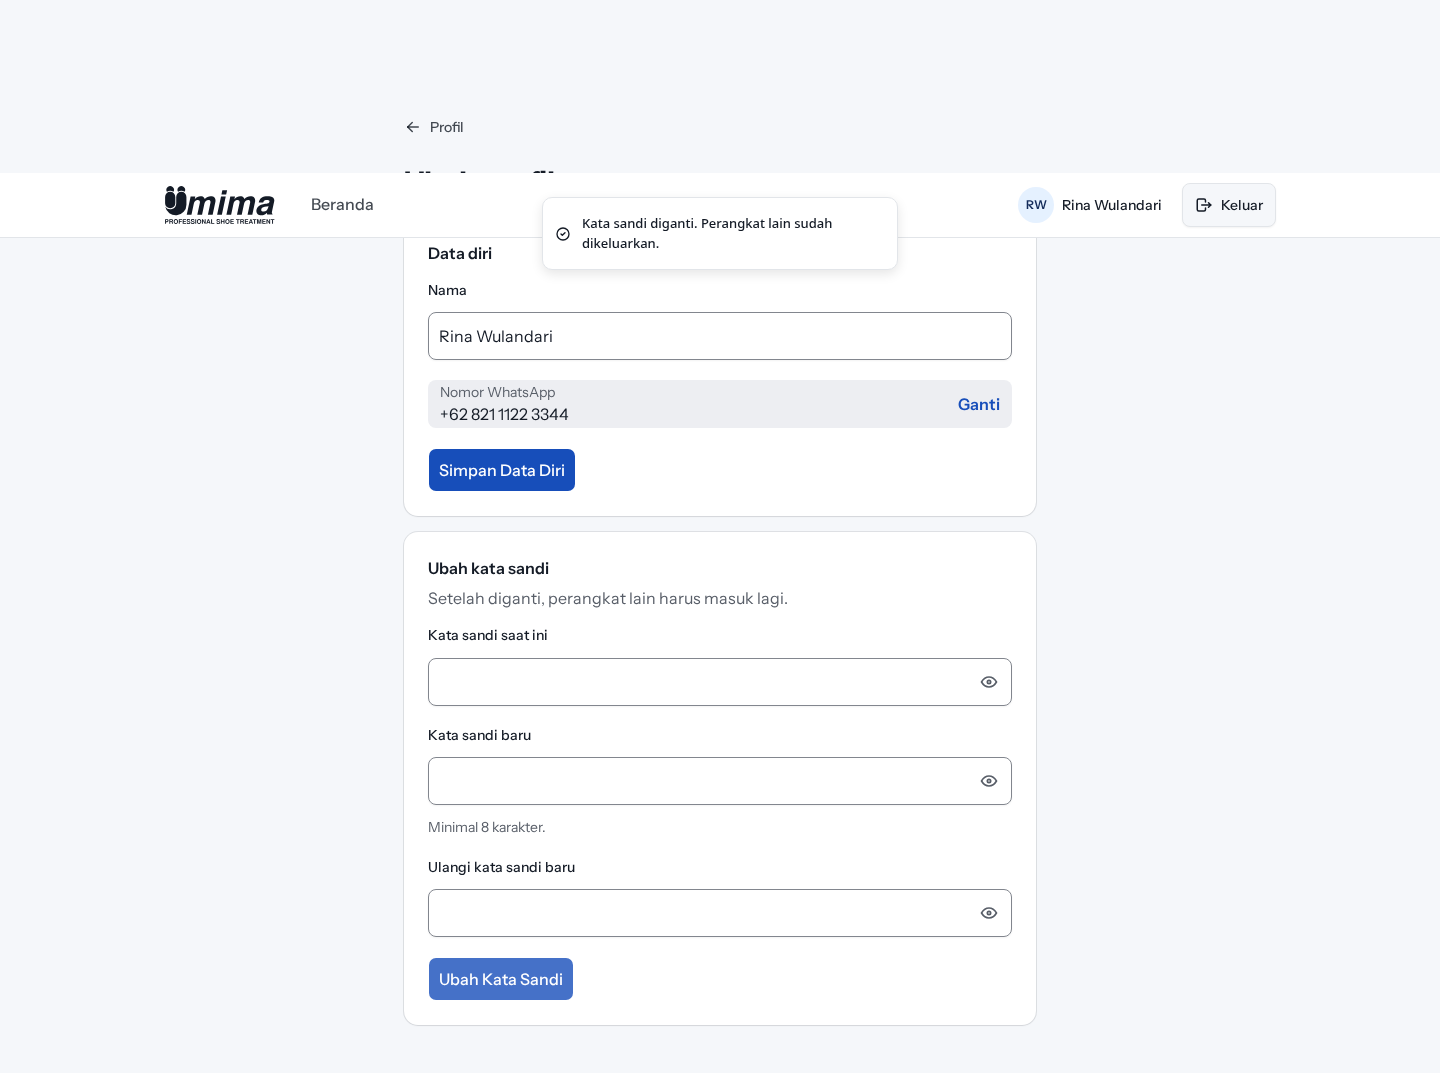 Profil
mima
PROFESSIONAL SHOE TREATMENT
Beranda
Kata sandi diganti. Perangkat lain sudah
dikeluarkan.
RW
Rina Wulandari
Keluar
Data diri
Nama
Rina Wulandari
Nomor WhatsApp
+62 821 1122 3344
Ganti
Simpan Data Diri
Ubah kata sandi
Setelah diganti, perangkat lain harus masuk lagi.
Kata sandi saat ini
Kata sandi baru
Minimal 8 karakter.
Ulangi kata sandi baru
Ubah Kata Sandi